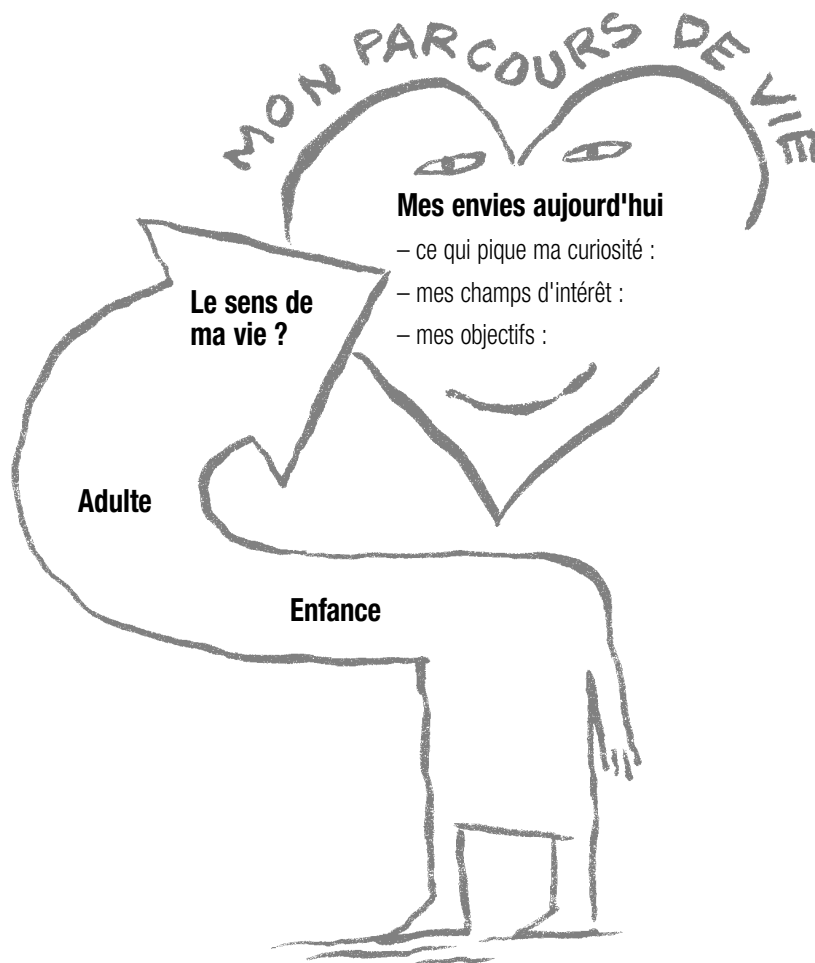 MON PARCOURS DE VIE
Mes envies aujourd'hui
– ce qui pique ma curiosité :
– mes champs d'intérêt :
– mes objectifs :
Le sens de
ma vie ?
Adulte
Enfance